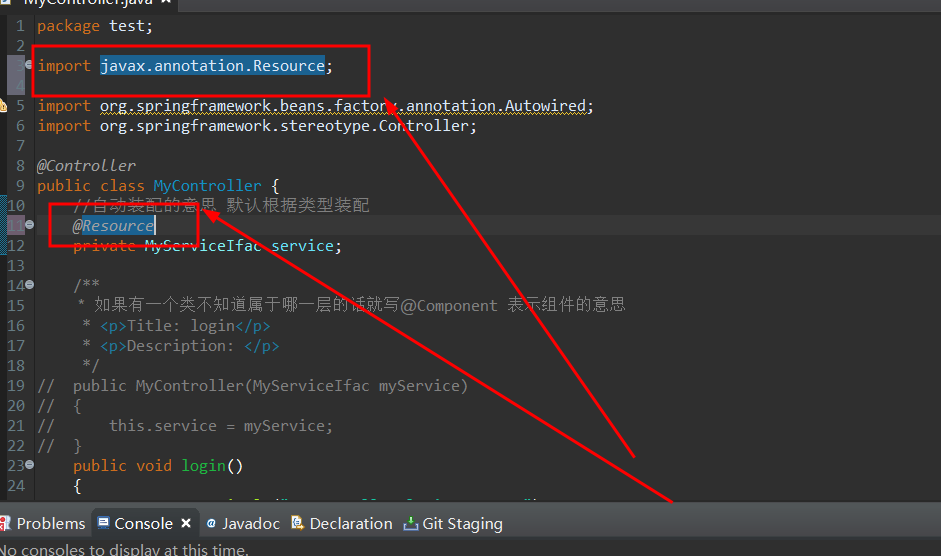 MyController.java
1 package test;
2
3 import javax.annotation.Resource;
4
5 import org.springframework.beans.factory.annotation.Autowired;
6 import org.springframework.stereotype.Controller;
7
8 @Controller
9 public class MyController {
10 //自动装配的意思 默认根据类型装配
11 @Resource
12 private MyServiceIfac service;
13
14 /**
15 * 如果有一个类不知道属于哪一层的话就写@Component 表示组件的意思
16 * <p>Title: login</p>
17 * <p>Description: </p>
18 */
19 // public MyController(MyServiceIfac myService)
20 // {
21 // this.service = myService;
22 // }
23 public void login()
24 {
Problems Console Javadoc Declaration Git Staging
No consoles to display at this time.